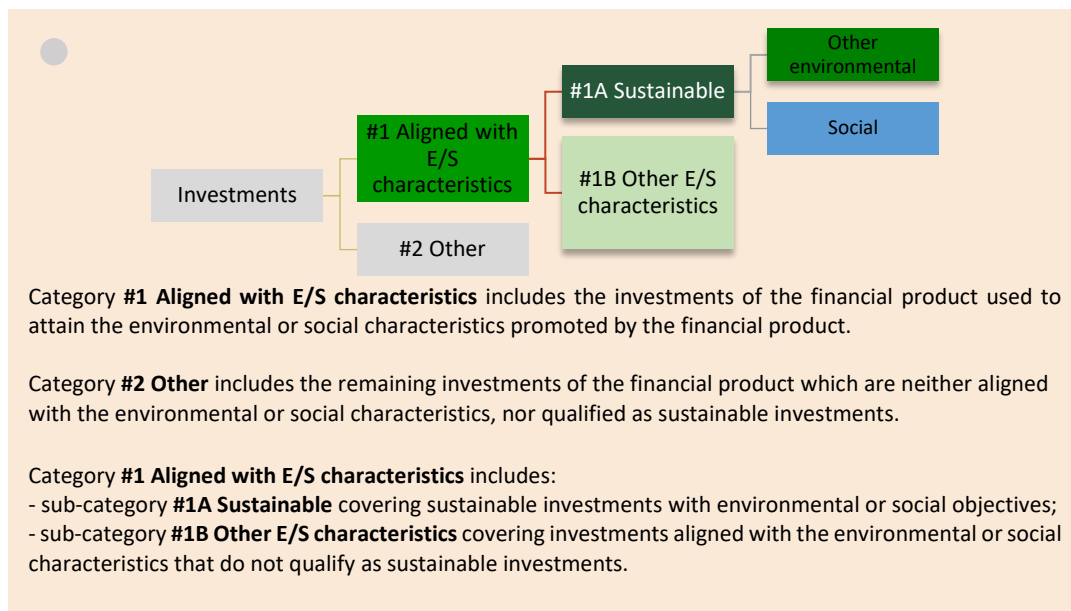 Other
environmental
#1A Sustainable
#1 Aligned with
E/S
characteristics
Social
#1B Other E/S
characteristics
Investments
#2 Other
Category #1 Aligned with E/S characteristics includes the investments of the financial product used to
attain the environmental or social characteristics promoted by the financial product.
Category #2 Other includes the remaining investments of the financial product which are neither aligned
with the environmental or social characteristics, nor qualified as sustainable investments.
Category #1 Aligned with E/S characteristics includes:
- sub-category #1A Sustainable covering sustainable investments with environmental or social objectives;
- sub-category #1B Other E/S characteristics covering investments aligned with the environmental or social
characteristics that do not qualify as sustainable investments.